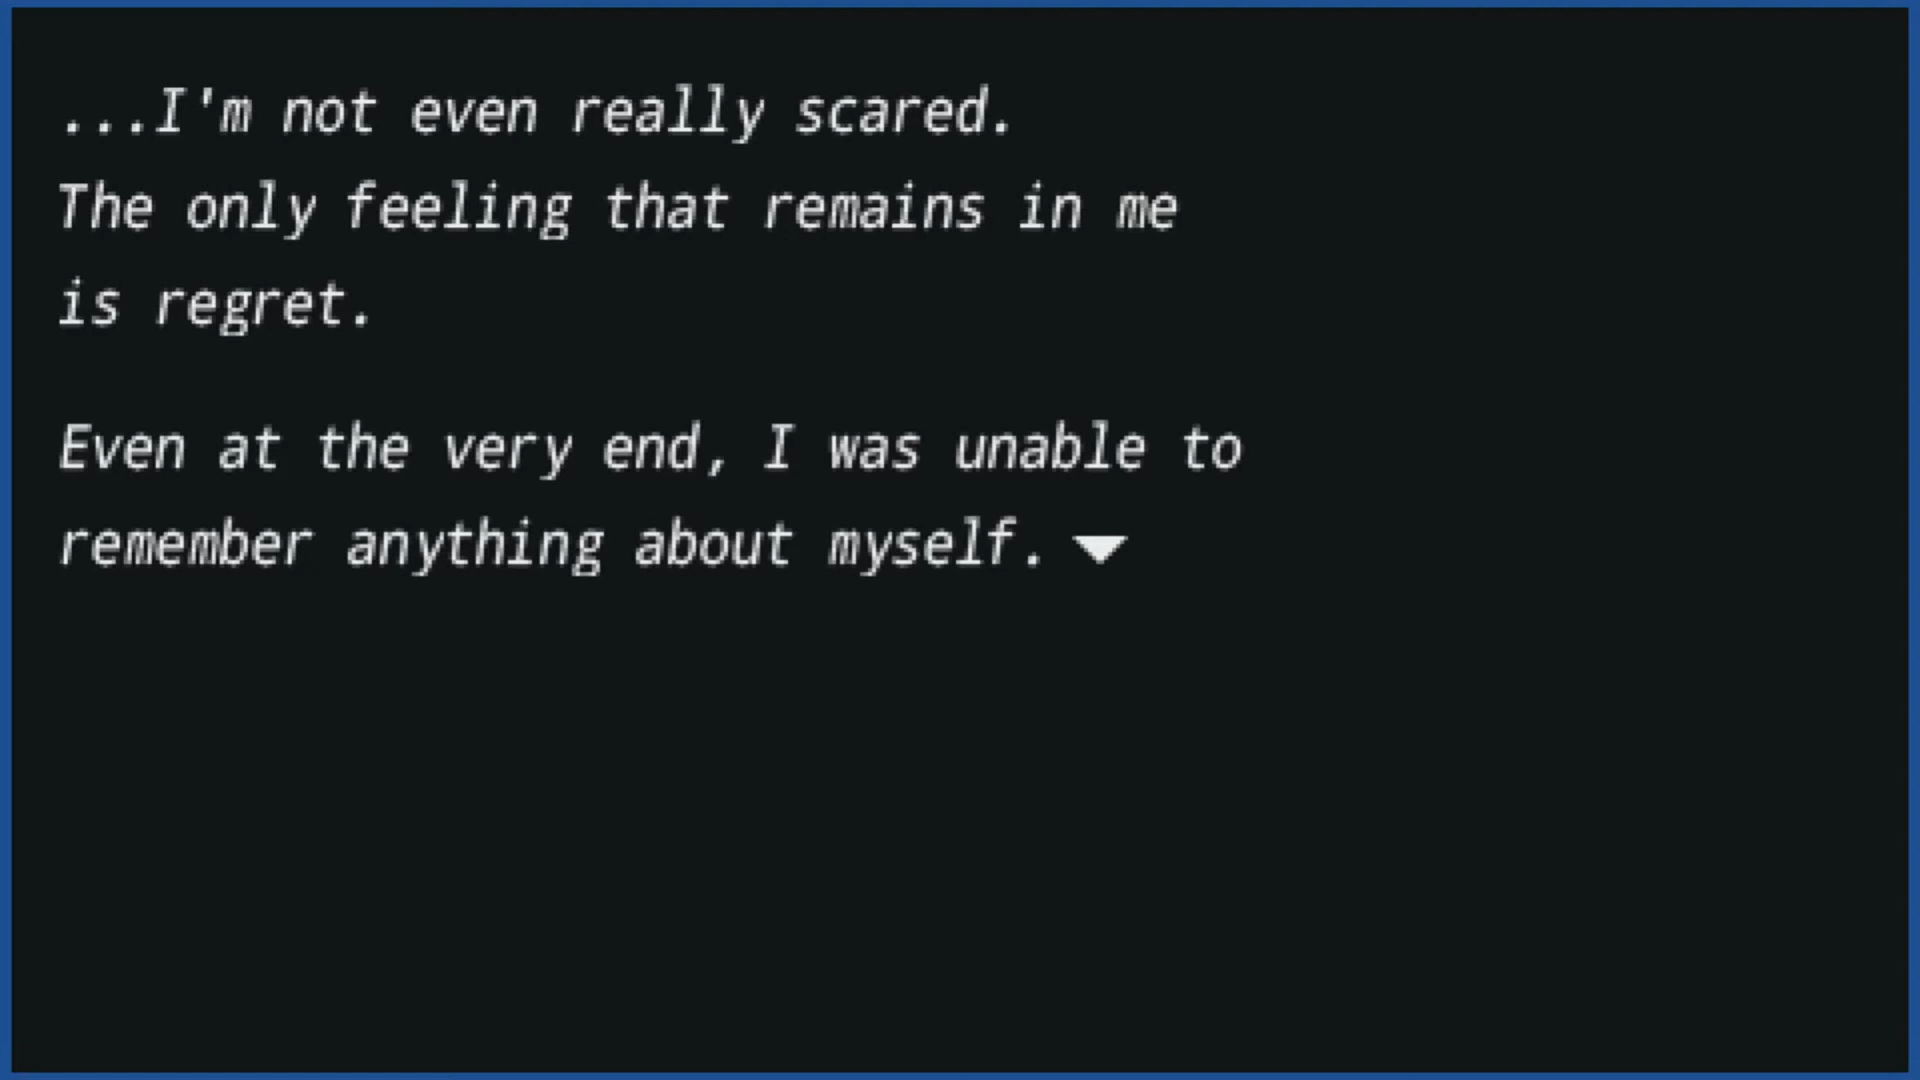 ...I'm not even really scared.
The only feeling that remains in me
is regret.
Even at the very end, I was unable to
remember anything about myself.